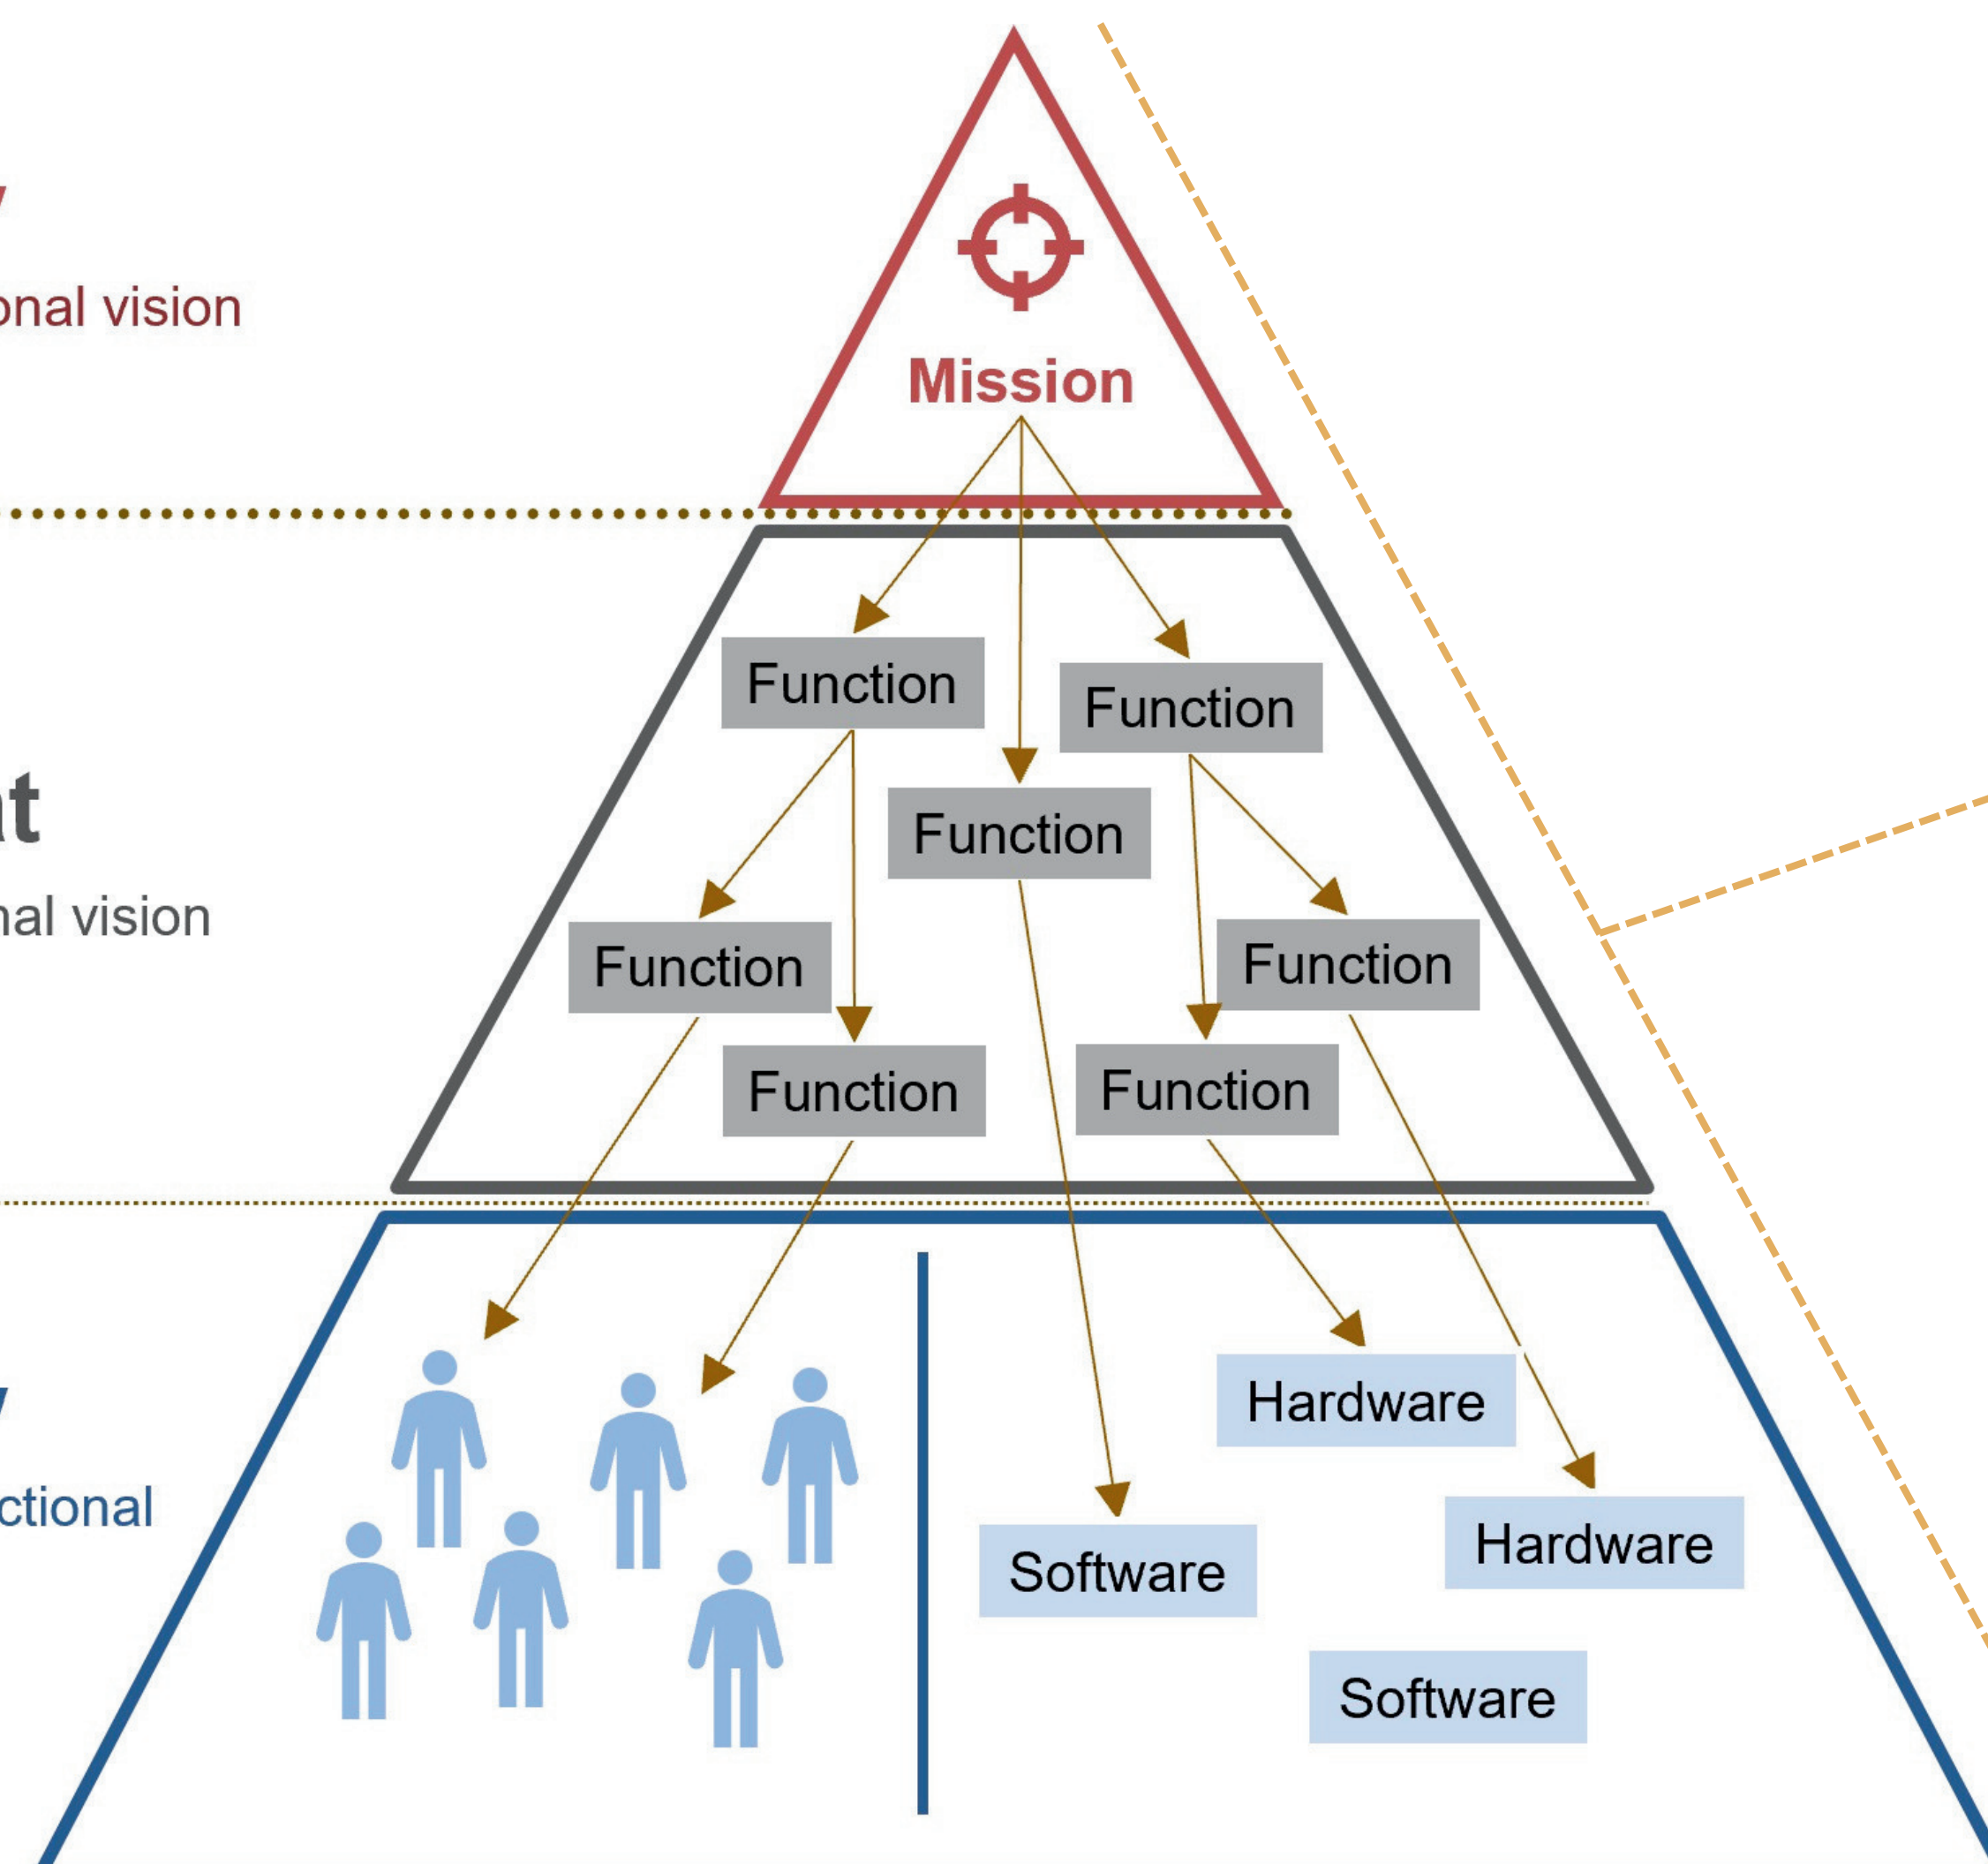 onal vision
Mission
Function
Function
Function
nal vision
Function
Function
Function
Function
ctional
Hardware
Hardware
Software
Software